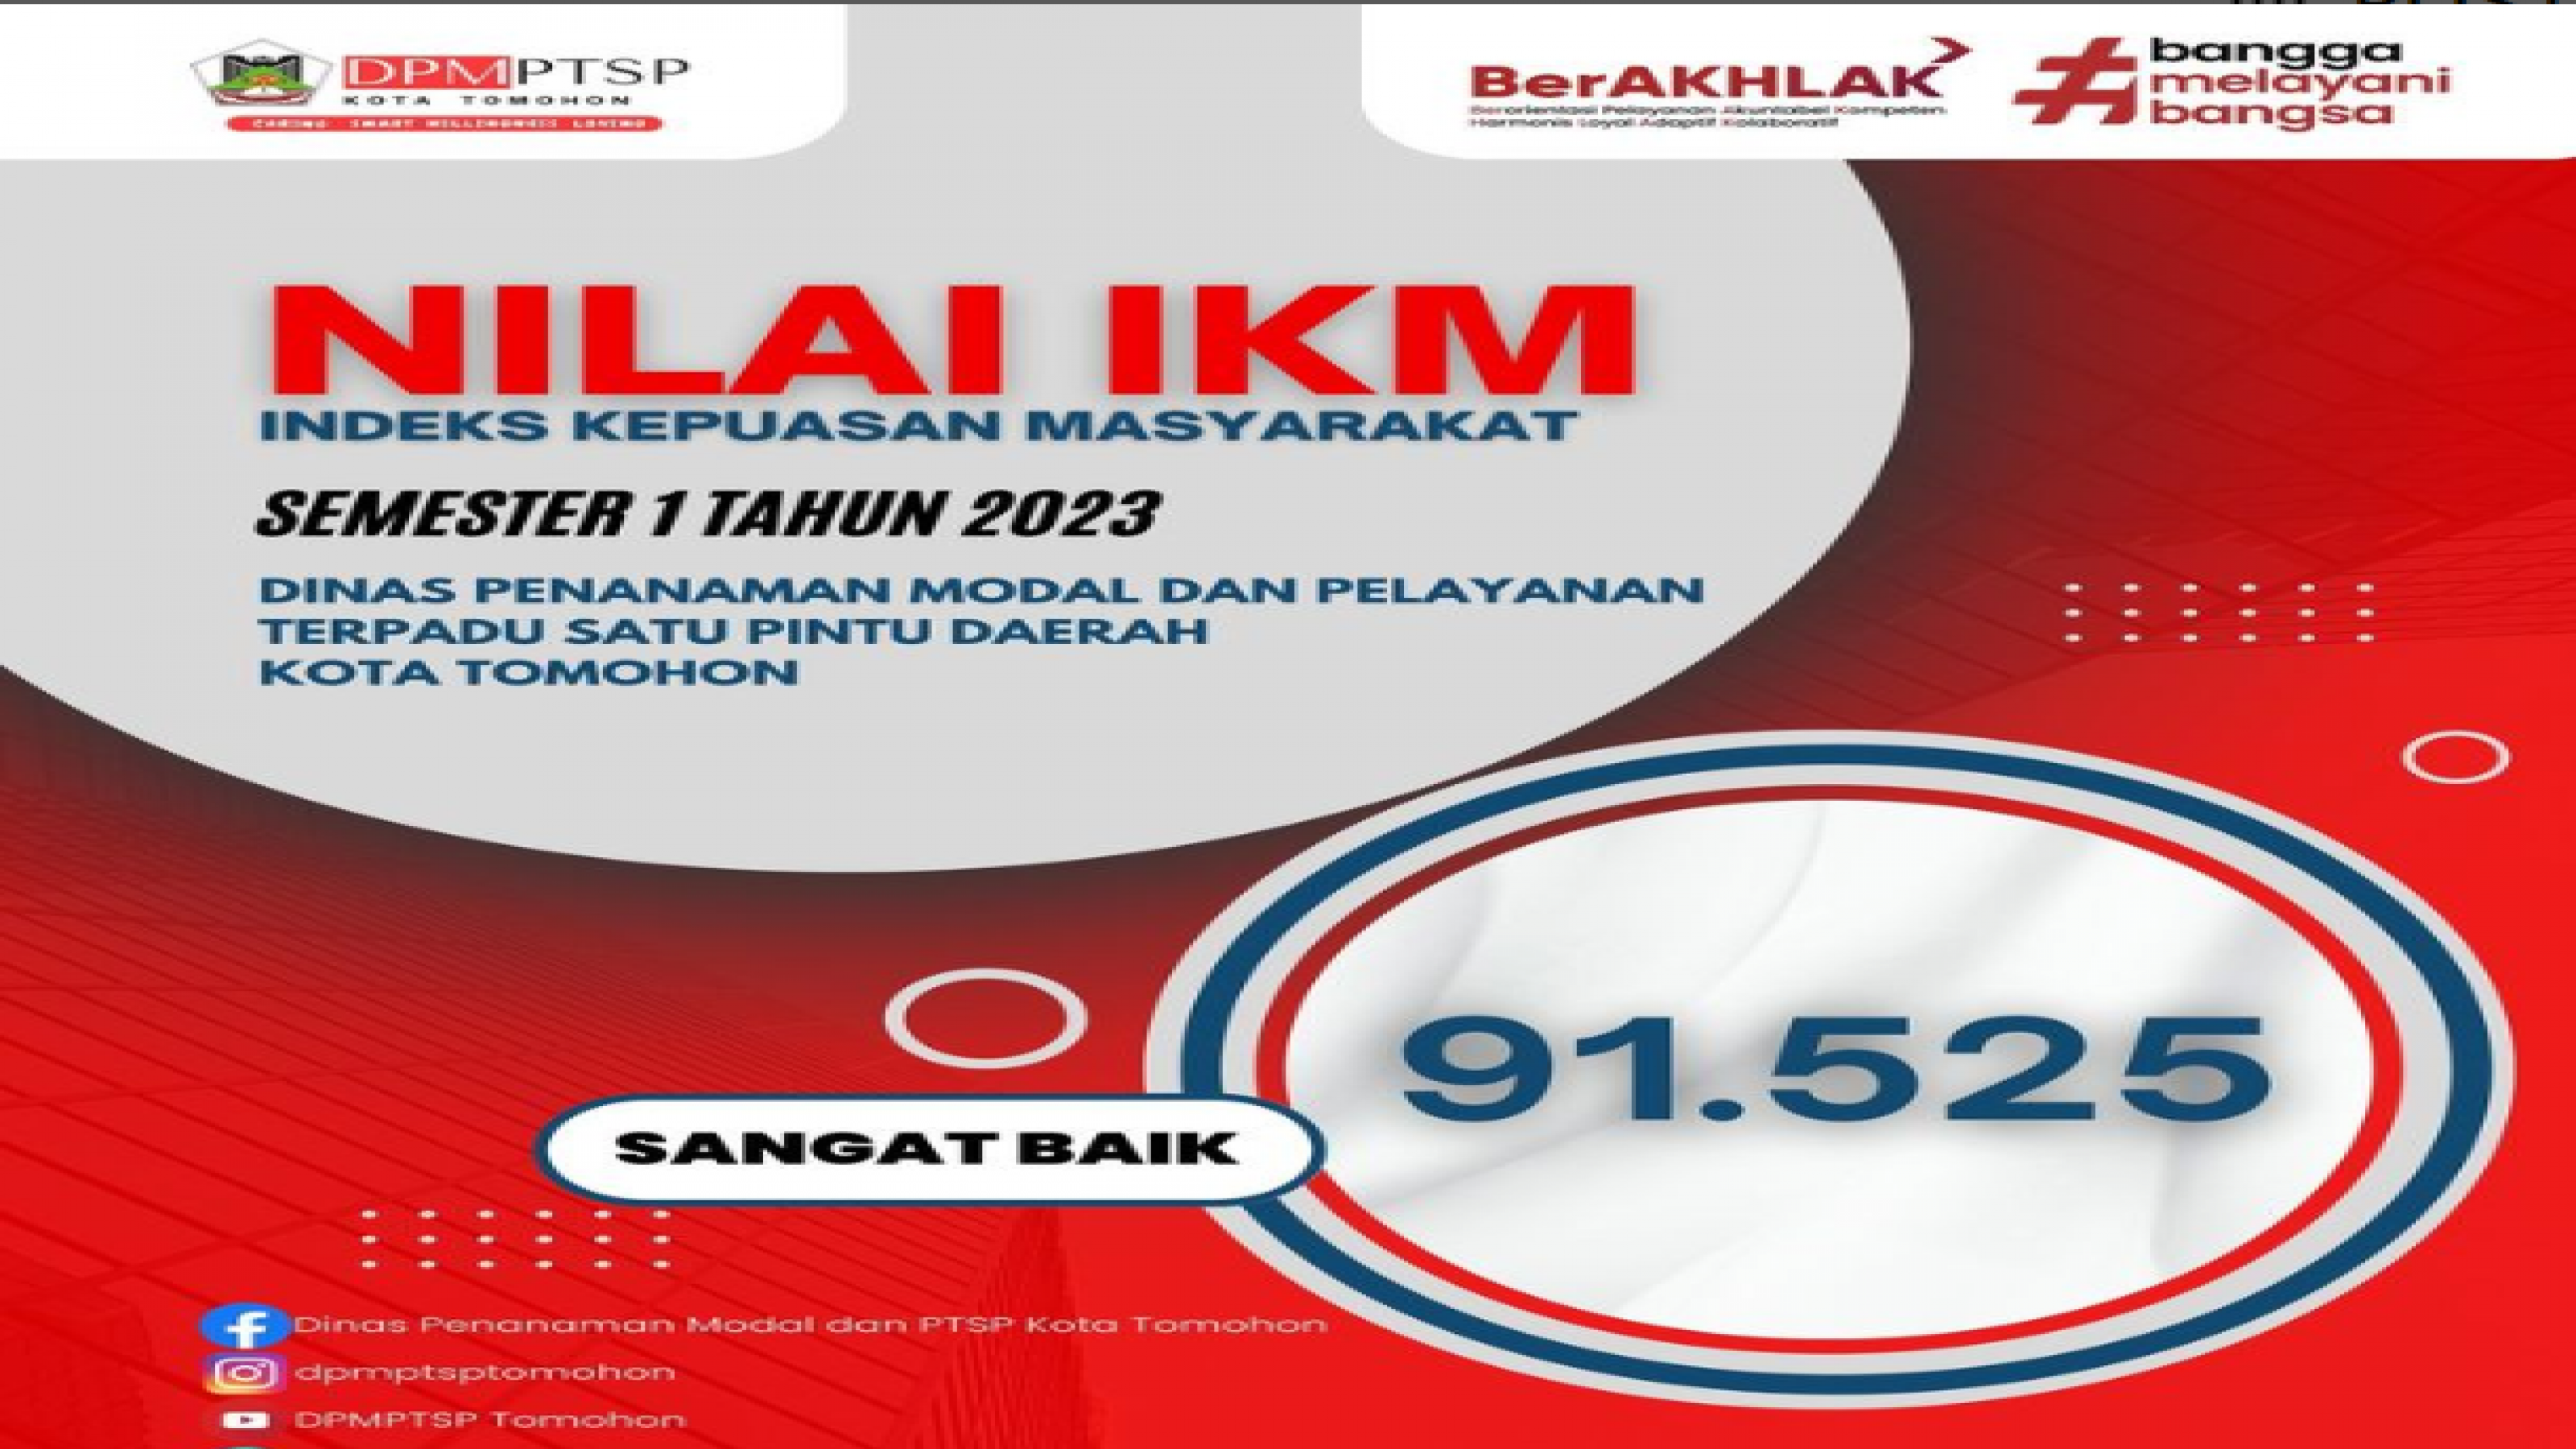 DPMPTSP
KOTA TOMOHON
BerAKHLAK
Berorientasi Pelayanan Akuntabel Kompeten
Harmonis Loyal Adaptif Kolaboratif
#bangga
melayani
bangsa
NILAI IKM
INDEKS KEPUASAN MASYARAKAT
SEMESTER 1 TAHUN 2023
DINAS PENANAMAN MODAL DAN PELAYANAN
TERPADU SATU PINTU DAERAH
KOTA TOMOHON
91.525
SANGAT BAIK
Dinas Penanaman Modal dan PTSP Kota Tomohon
dpmptsptomohon
DPMPTSP Tomohon